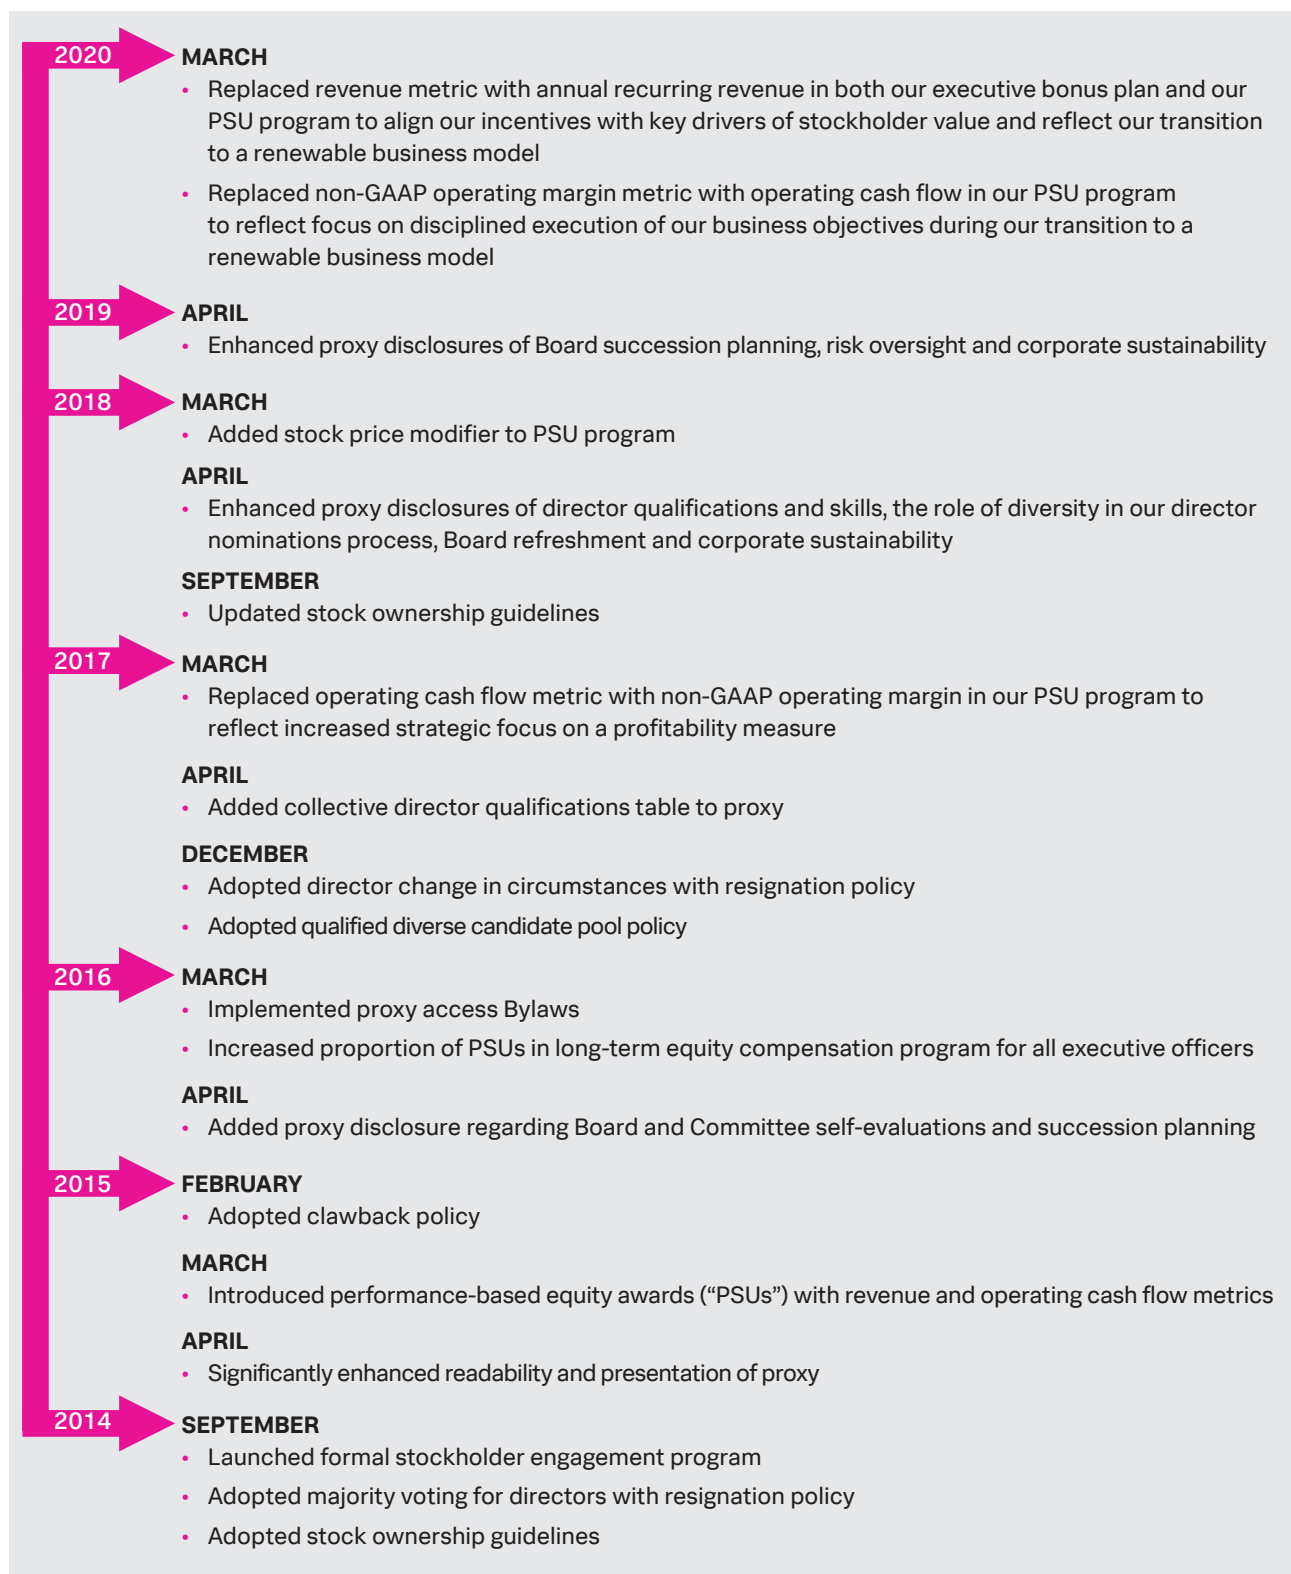 2020
MARCH
• Replaced revenue metric with annual recurring revenue in both our executive bonus plan and our
PSU program to align our incentives with key drivers of stockholder value and reflect our transition
to a renewable business model
• Replaced non-GAAP operating margin metric with operating cash flow in our PSU program
to reflect focus on disciplined execution of our business objectives during our transition to a
renewable business model
2019
APRIL
• Enhanced proxy disclosures of Board succession planning, risk oversight and corporate sustainability
2018
MARCH
• Added stock price modifier to PSU program
APRIL
• Enhanced proxy disclosures of director qualifications and skills, the role of diversity in our director
nominations process, Board refreshment and corporate sustainability
SEPTEMBER
• Updated stock ownership guidelines
2017
MARCH
• Replaced operating cash flow metric with non-GAAP operating margin in our PSU program to
reflect increased strategic focus on a profitability measure
APRIL
• Added collective director qualifications table to proxy
DECEMBER
• Adopted director change in circumstances with resignation policy
• Adopted qualified diverse candidate pool policy
2016
MARCH
• Implemented proxy access Bylaws
• Increased proportion of PSUs in long-term equity compensation program for all executive officers
APRIL
• Added proxy disclosure regarding Board and Committee self-evaluations and succession planning
2015
FEBRUARY
• Adopted clawback policy
MARCH
• Introduced performance-based equity awards (“PSUs”) with revenue and operating cash flow metrics
APRIL
• Significantly enhanced readability and presentation of proxy
2014
SEPTEMBER
• Launched formal stockholder engagement program
• Adopted majority voting for directors with resignation policy
• Adopted stock ownership guidelines